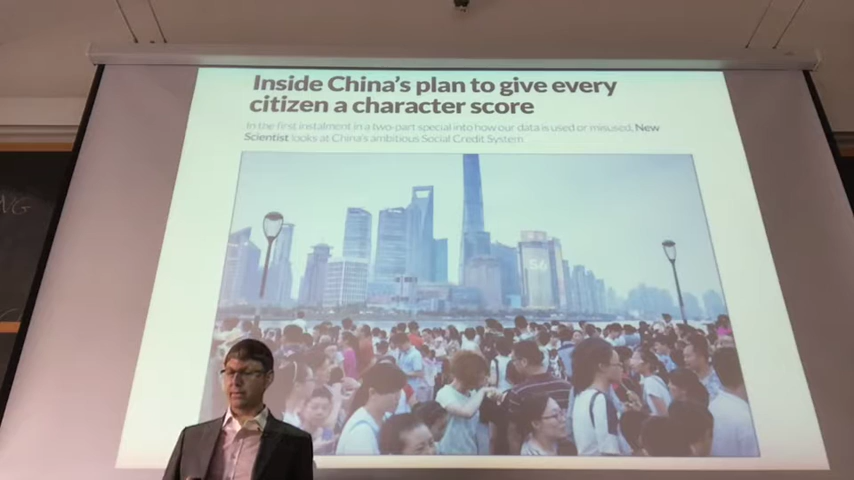 Inside China's plan to give every
citizen a character score
In the first instalment in a two-part special into how our data is used or misused, New
Scientist looks at China's ambitious Social Credit System
56